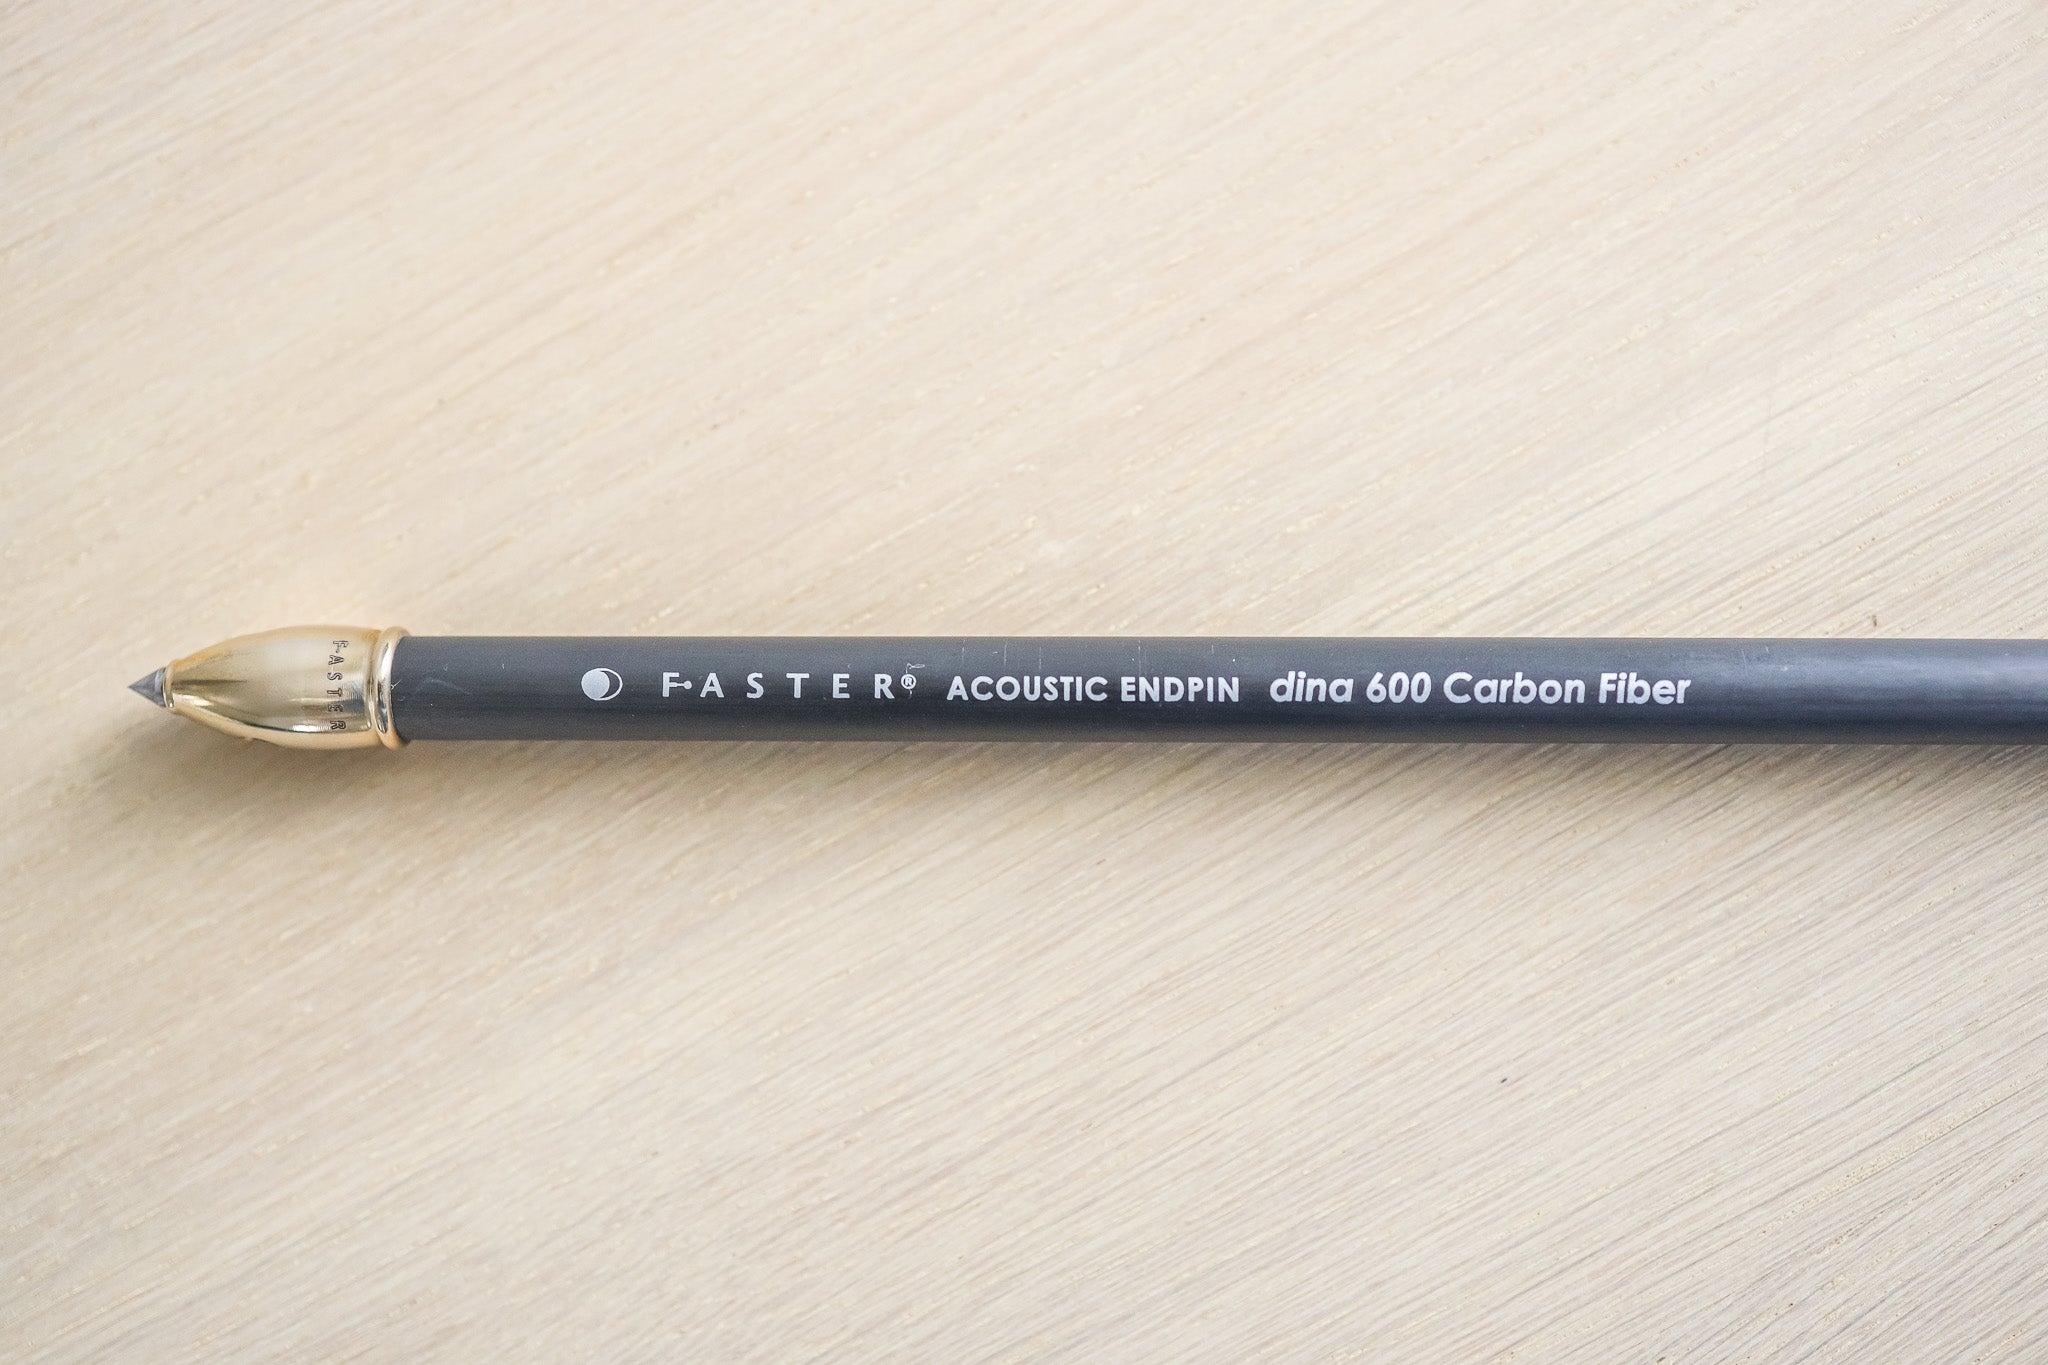 FASTER
FASTER® ACOUSTIC ENDPIN dina 600 Carbon Fiber